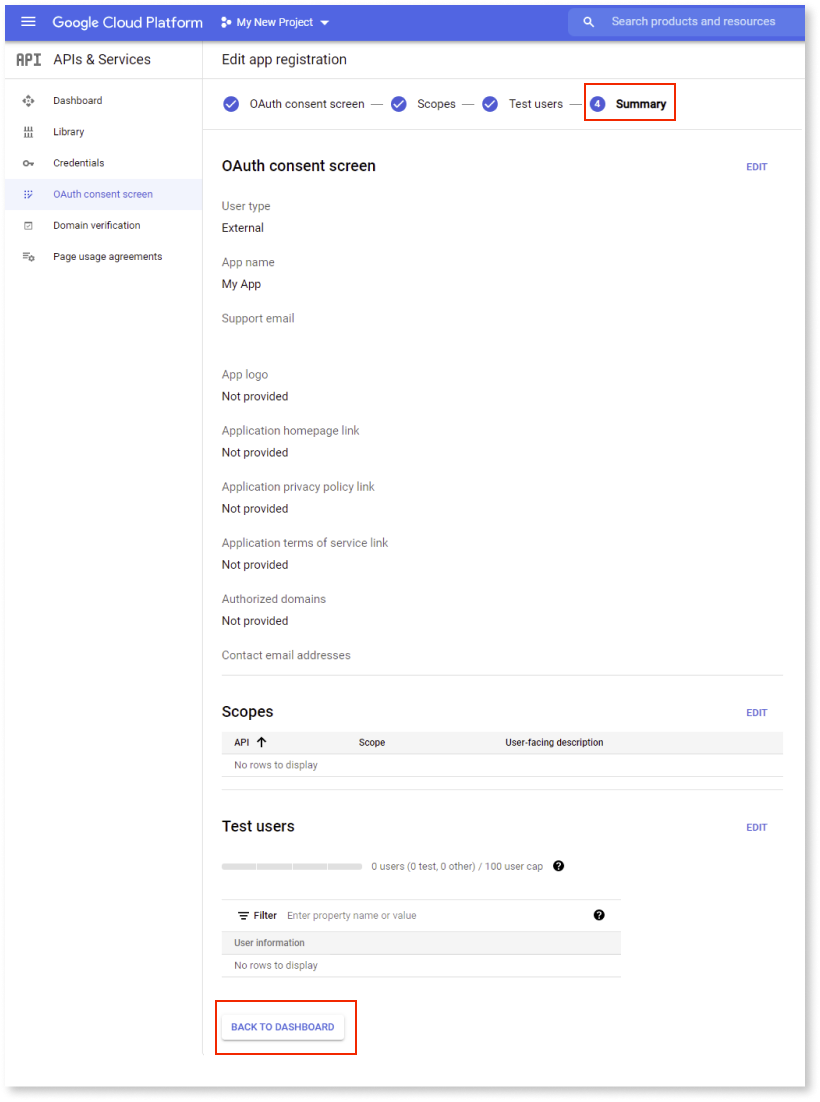 Google Cloud Platform My New Project Search products and resources
API APIs & Services
Edit app registration
Dashboard
Library
Credentials
OAuth consent screen
Domain verification
Page usage agreements
OAuth consent screen — Scopes — Test users — 4 Summary
OAuth consent screen EDIT
User type
External
App name
My App
Support email
App logo
Not provided
Application homepage link
Not provided
Application privacy policy link
Not provided
Application terms of service link
Not provided
Authorized domains
Not provided
Contact email addresses
Scopes EDIT
API Scope User-facing description
No rows to display
Test users EDIT
0 users (0 test, 0 other) / 100 user cap ?
Filter Enter property name or value ?
User information
No rows to display
BACK TO DASHBOARD